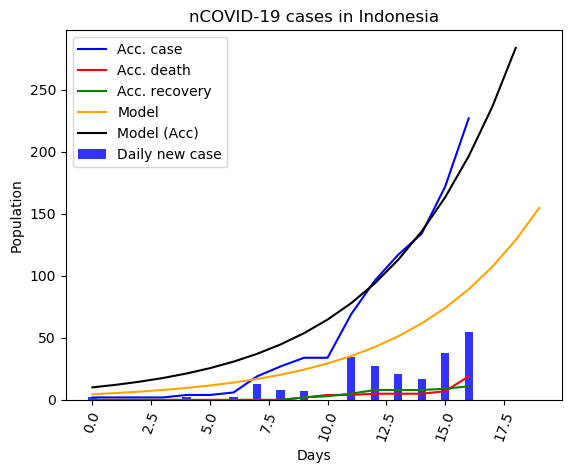 nCOVID-19 cases in Indonesia
Acc. case
Acc. death
Acc. recovery
Model
Model (Acc)
Daily new case
Population
250
200
150
100
50
0
0.0
2.5
5.0
7.5
10.0
12.5
15.0
17.5
Days